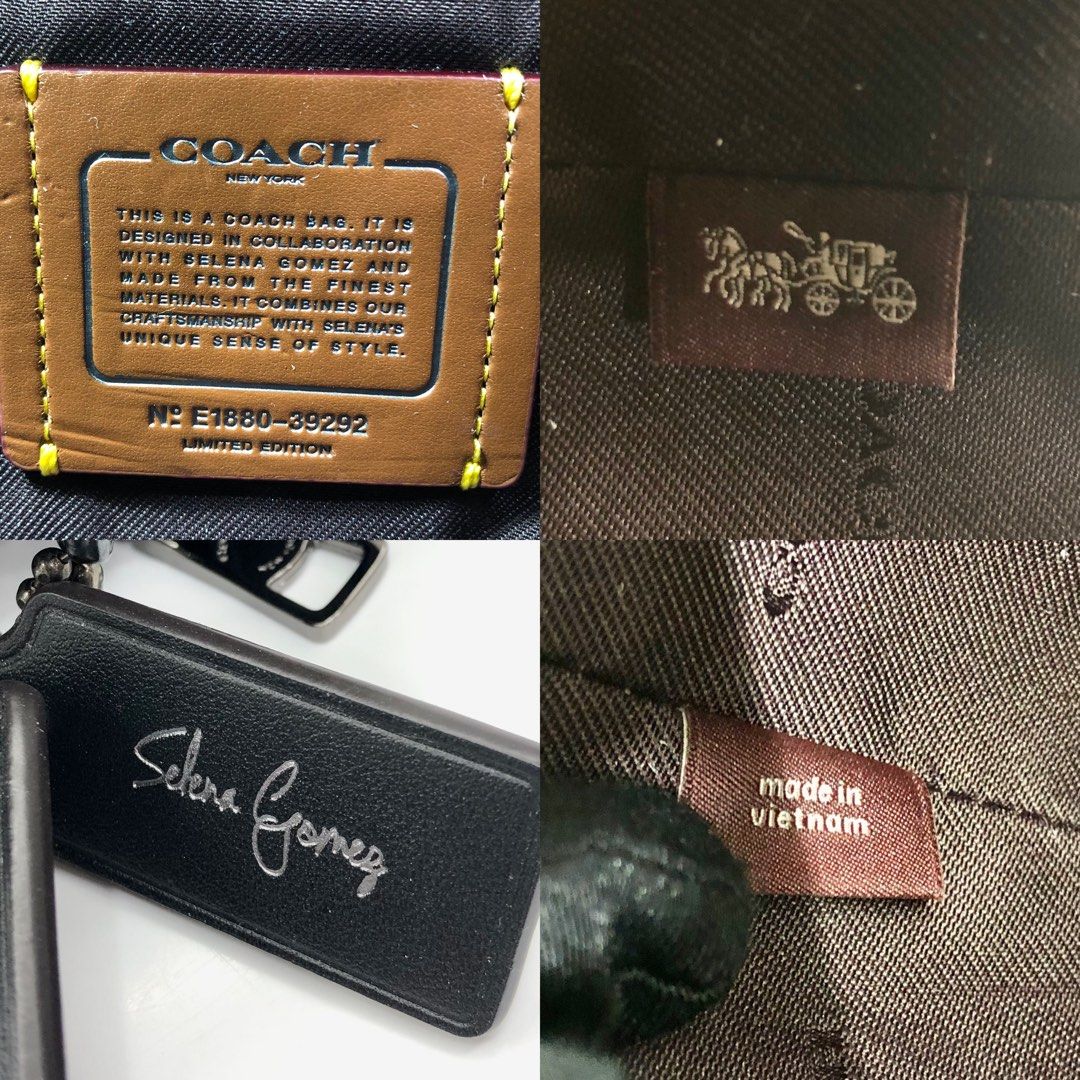 COACH
NEW YORK
THIS IS A COACH BAG. IT IS
DESIGNED IN COLLABORATION
WITH SELENA GOMEZ AND
MADE FROM THE FINEST
MATERIALS. IT COMBINES OUR
CRAFTSMANSHIP WITH SELENA'S
UNIQUE SENSE OF STYLE.
Nº E1880-39292
LIMITED EDITION
Selena Gomez
made in
vietnam